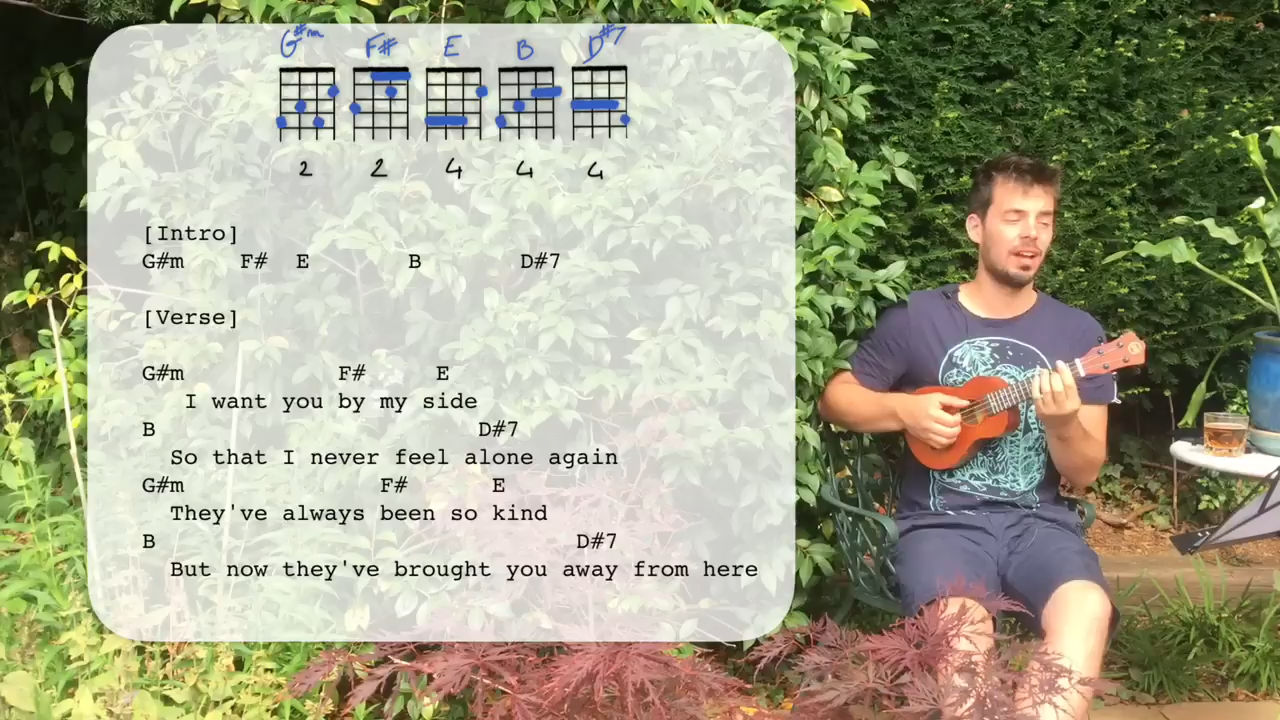 G#m F# E B D#7
2 2 4 4 4
[Intro]
G#m F# E B D#7
[Verse]
G#m F# E
I want you by my side
B D#7
So that I never feel alone again
G#m F# E
They've always been so kind
B D#7
But now they've brought you away from here